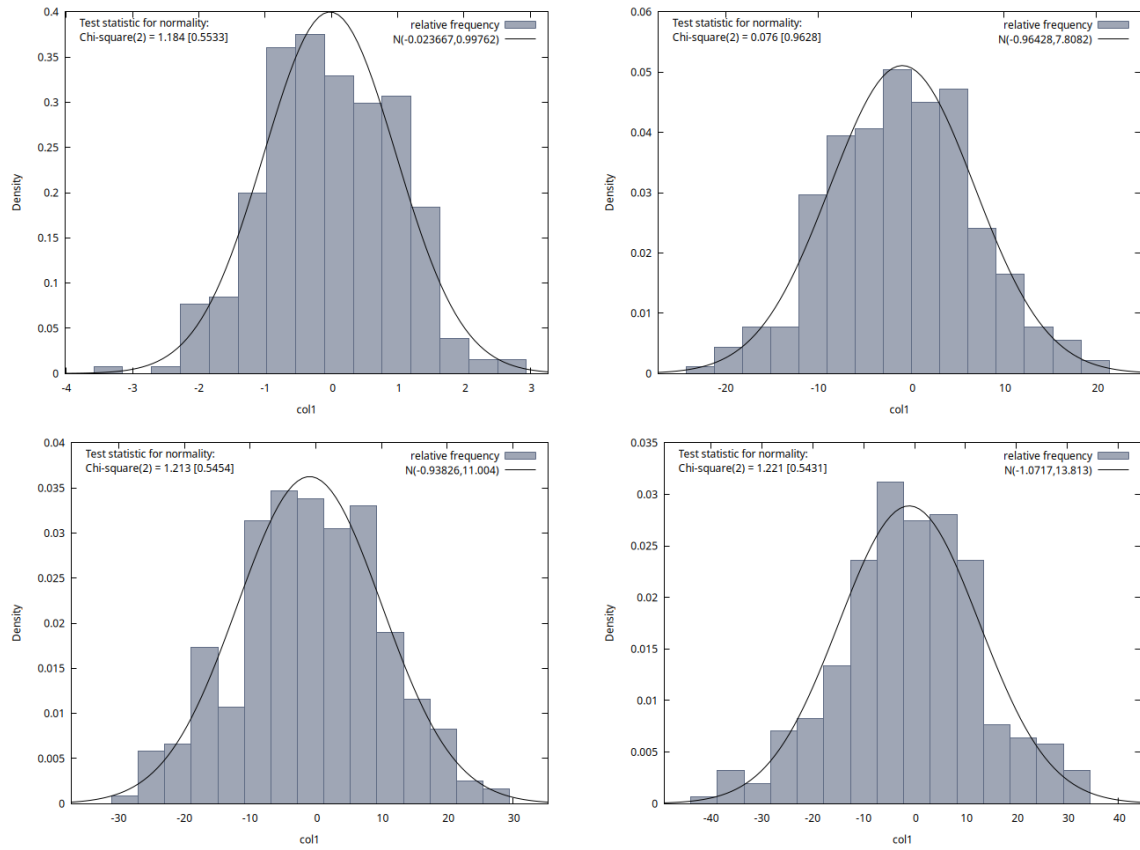 Test statistic for normality:
Chi-square(2) = 1.184 [0.5533]
relative frequency
N(-0.023667,0.99762)
0.4
0.35
0.3
0.25
0.2
0.15
0.1
0.05
0
Density
-4 -3 -2 -1 0 1 2 3
col1
Test statistic for normality:
Chi-square(2) = 0.076 [0.9628]
relative frequency
N(-0.96428,7.8082)
0.06
0.05
0.04
0.03
0.02
0.01
0
Density
-20 -10 0 10 20
col1
Test statistic for normality:
Chi-square(2) = 1.213 [0.5454]
relative frequency
N(-0.93826,11.004)
0.04
0.035
0.03
0.025
0.02
0.015
0.01
0.005
0
Density
-30 -20 -10 0 10 20 30
col1
Test statistic for normality:
Chi-square(2) = 1.221 [0.5431]
relative frequency
N(-1.0717,13.813)
0.035
0.03
0.025
0.02
0.015
0.01
0.005
0
Density
-40 -30 -20 -10 0 10 20 30 40
col1